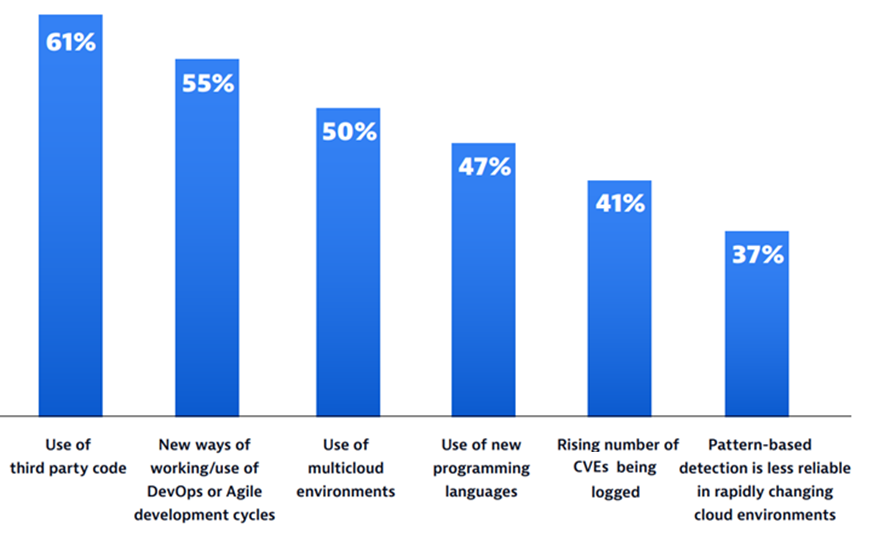 61%
55%
50%
47%
41%
37%
Use of
third party code
New ways of
working/use of
DevOps or Agile
development cycles
Use of
multicloud
environments
Use of new
programming
languages
Rising number of
CVEs being
logged
Pattern-based
detection is less reliable
in rapidly changing
cloud environments